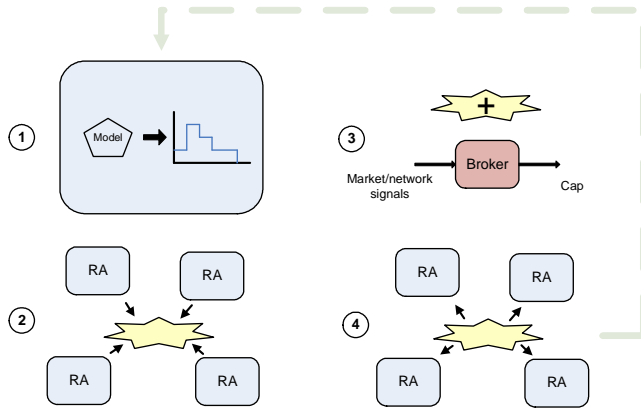 1
Model
3
+
Broker
Market/network
signals
Cap
2
RA
RA
RA
RA
4
RA
RA
RA
RA